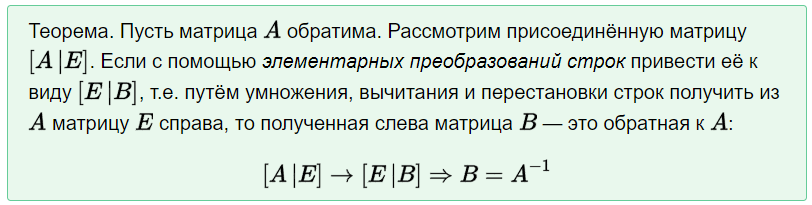 Теорема. Пусть матрица A обратима. Рассмотрим присоединённую матрицу
[A|E]. Если с помощью элементарных преобразований строк привести её к
виду [E|B], т.е. путём умножения, вычитания и перестановки строк получить из
A матрицу E справа, то полученная слева матрица B — это обратная к A:
[A|E] → [E|B] ⇒ B = A⁻¹